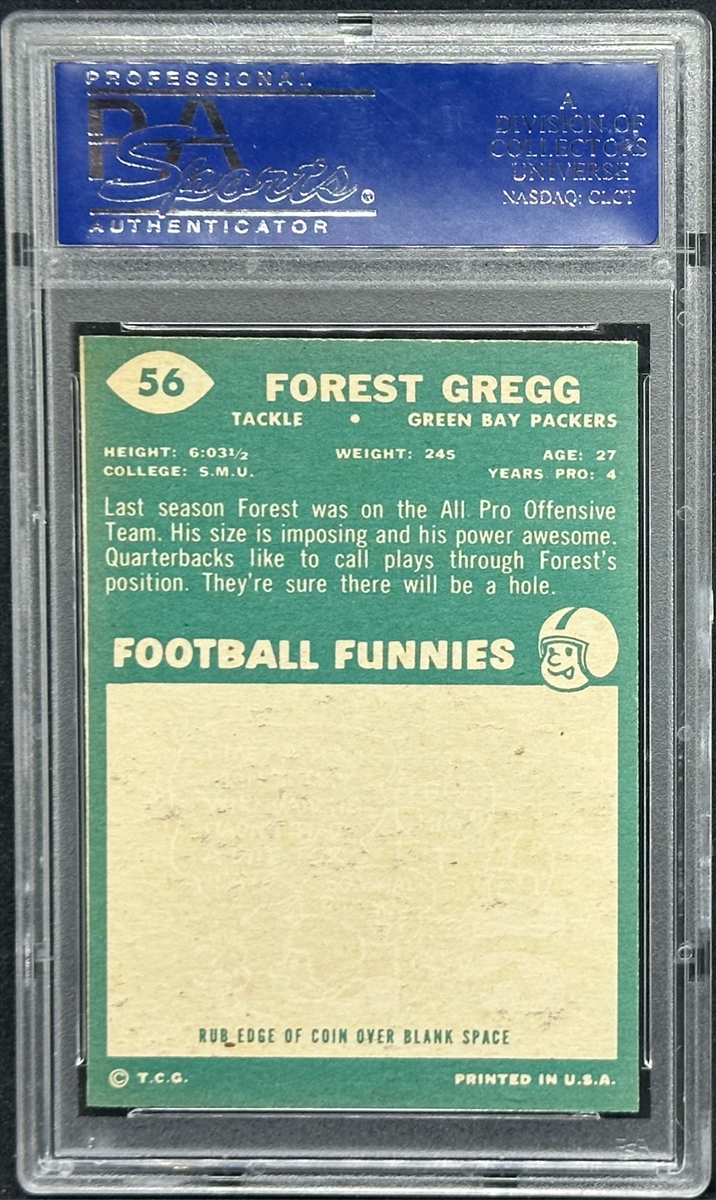 PROFESSIONAL
PSA
Sports®
AUTHENTICATOR
A
DIVISION OF
COLLECTORS
UNIVERSE
NASDAQ: CLCT
56
FOREST GREGG
TACKLE • GREEN BAY PACKERS
HEIGHT: 6:03½ WEIGHT: 245 AGE: 27
COLLEGE: S.M.U. YEARS PRO: 4
Last season Forest was on the All Pro Offensive
Team. His size is imposing and his power awesome.
Quarterbacks like to call plays through Forest's
position. They're sure there will be a hole.
FOOTBALL FUNNIES
RUB EDGE OF COIN OVER BLANK SPACE
© T.C.G. PRINTED IN U.S.A.